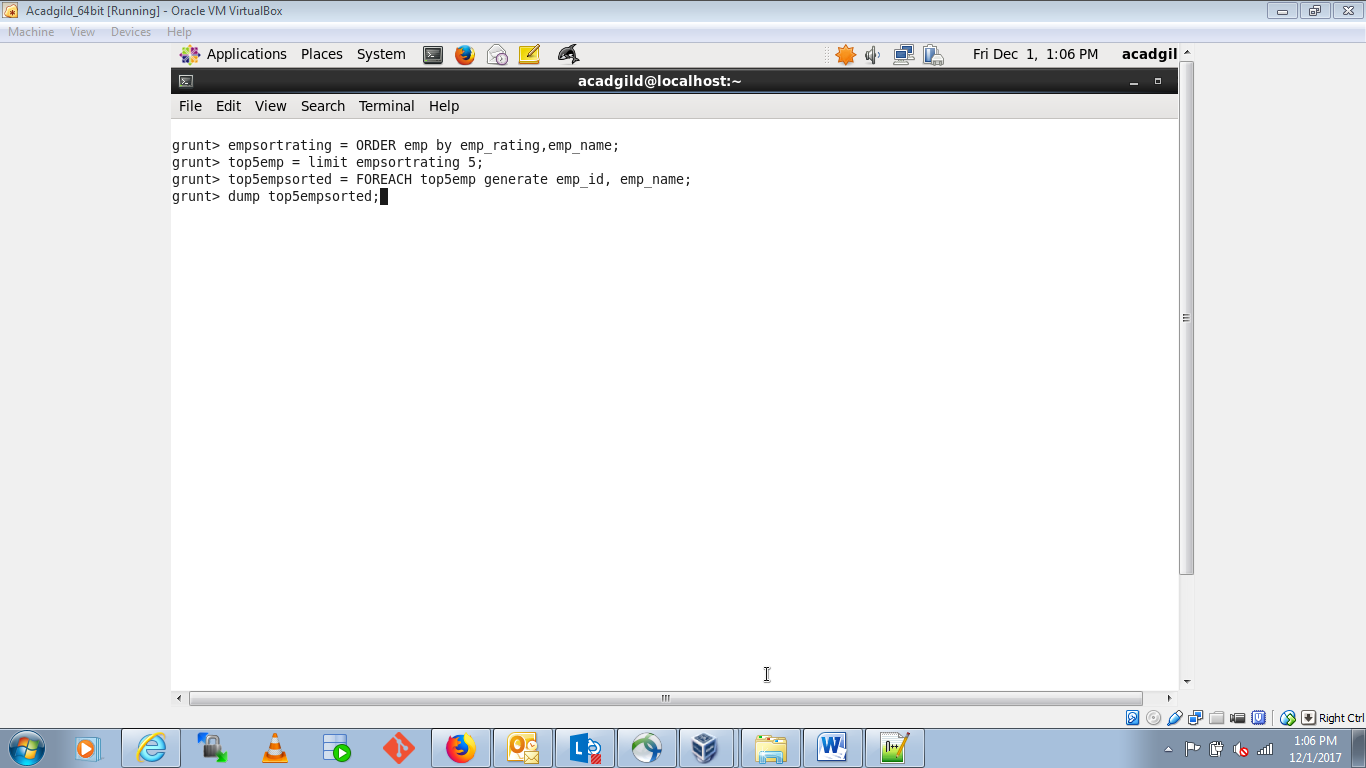 Acadgild_64bit [Running] - Oracle VM VirtualBox
Machine View Devices Help
Applications Places System Fri Dec 1, 1:06 PM acadgil
acadgild@localhost:~
File Edit View Search Terminal Help
grunt> empsortrating = ORDER emp by emp_rating,emp_name;
grunt> top5emp = limit empsortrating 5;
grunt> top5empsorted = FOREACH top5emp generate emp_id, emp_name;
grunt> dump top5empsorted;
Right Ctrl
1:06 PM
12/1/2017